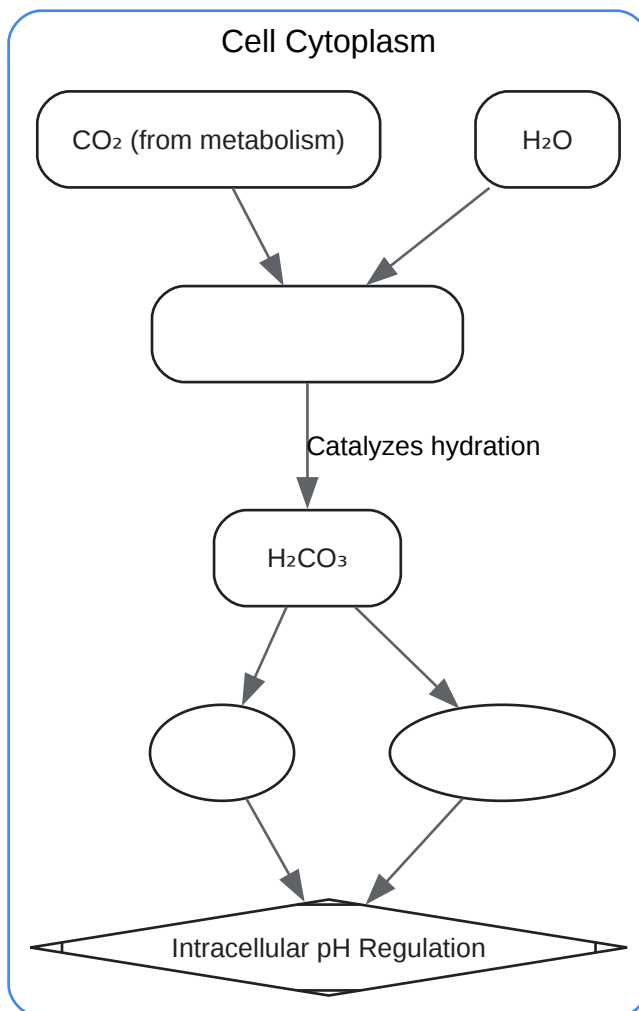 Cell Cytoplasm
CO₂ (from metabolism)
H₂O
Catalyzes hydration
H₂CO₃
Intracellular pH Regulation